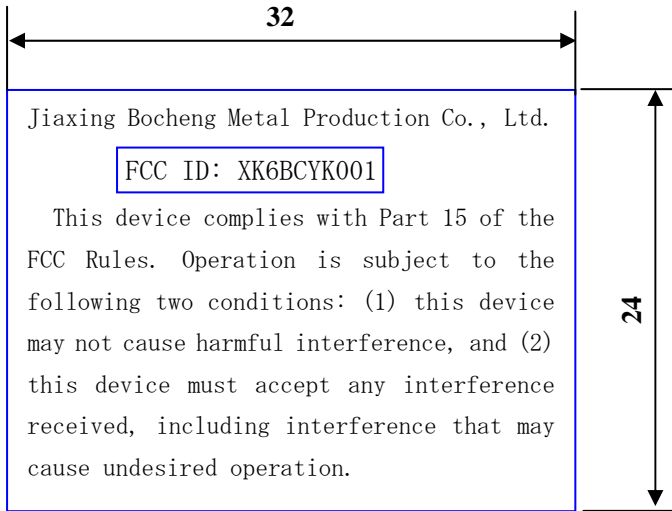 32
Jiaxing Bocheng Metal Production Co., Ltd.
FCC ID: XK6BCYK001
This device complies with Part 15 of the
FCC Rules. Operation is subject to the
following two conditions: (1) this device
may not cause harmful interference, and (2)
this device must accept any interference
received, including interference that may
cause undesired operation.
24